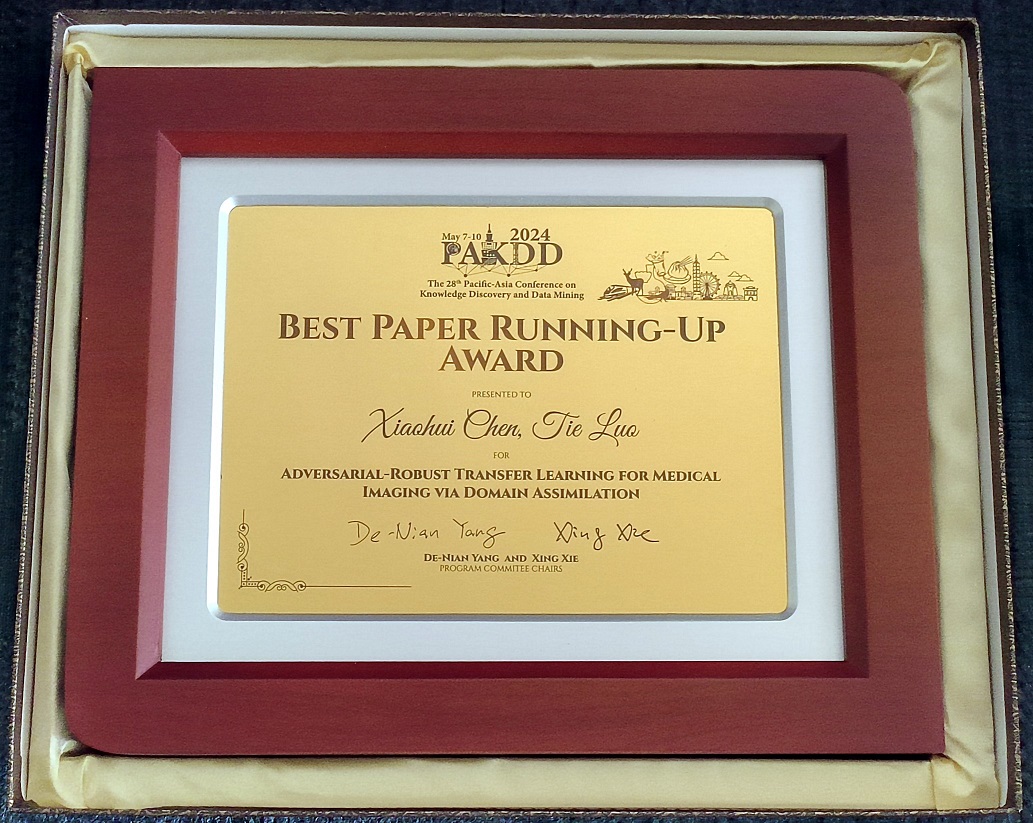 May 7-10 2024
PAKDD
The 28th Pacific-Asia Conference on
Knowledge Discovery and Data Mining
BEST PAPER RUNNING-UP
AWARD
PRESENTED TO
Xiaohui Chen, Tie Luo
FOR
ADVERSARIAL-ROBUST TRANSFER LEARNING FOR MEDICAL
IMAGING VIA DOMAIN ASSIMILATION
De-Nian Yang Xing Xie
DE-NIAN YANG AND XING XIE
PROGRAM COMMITEE CHAIRS